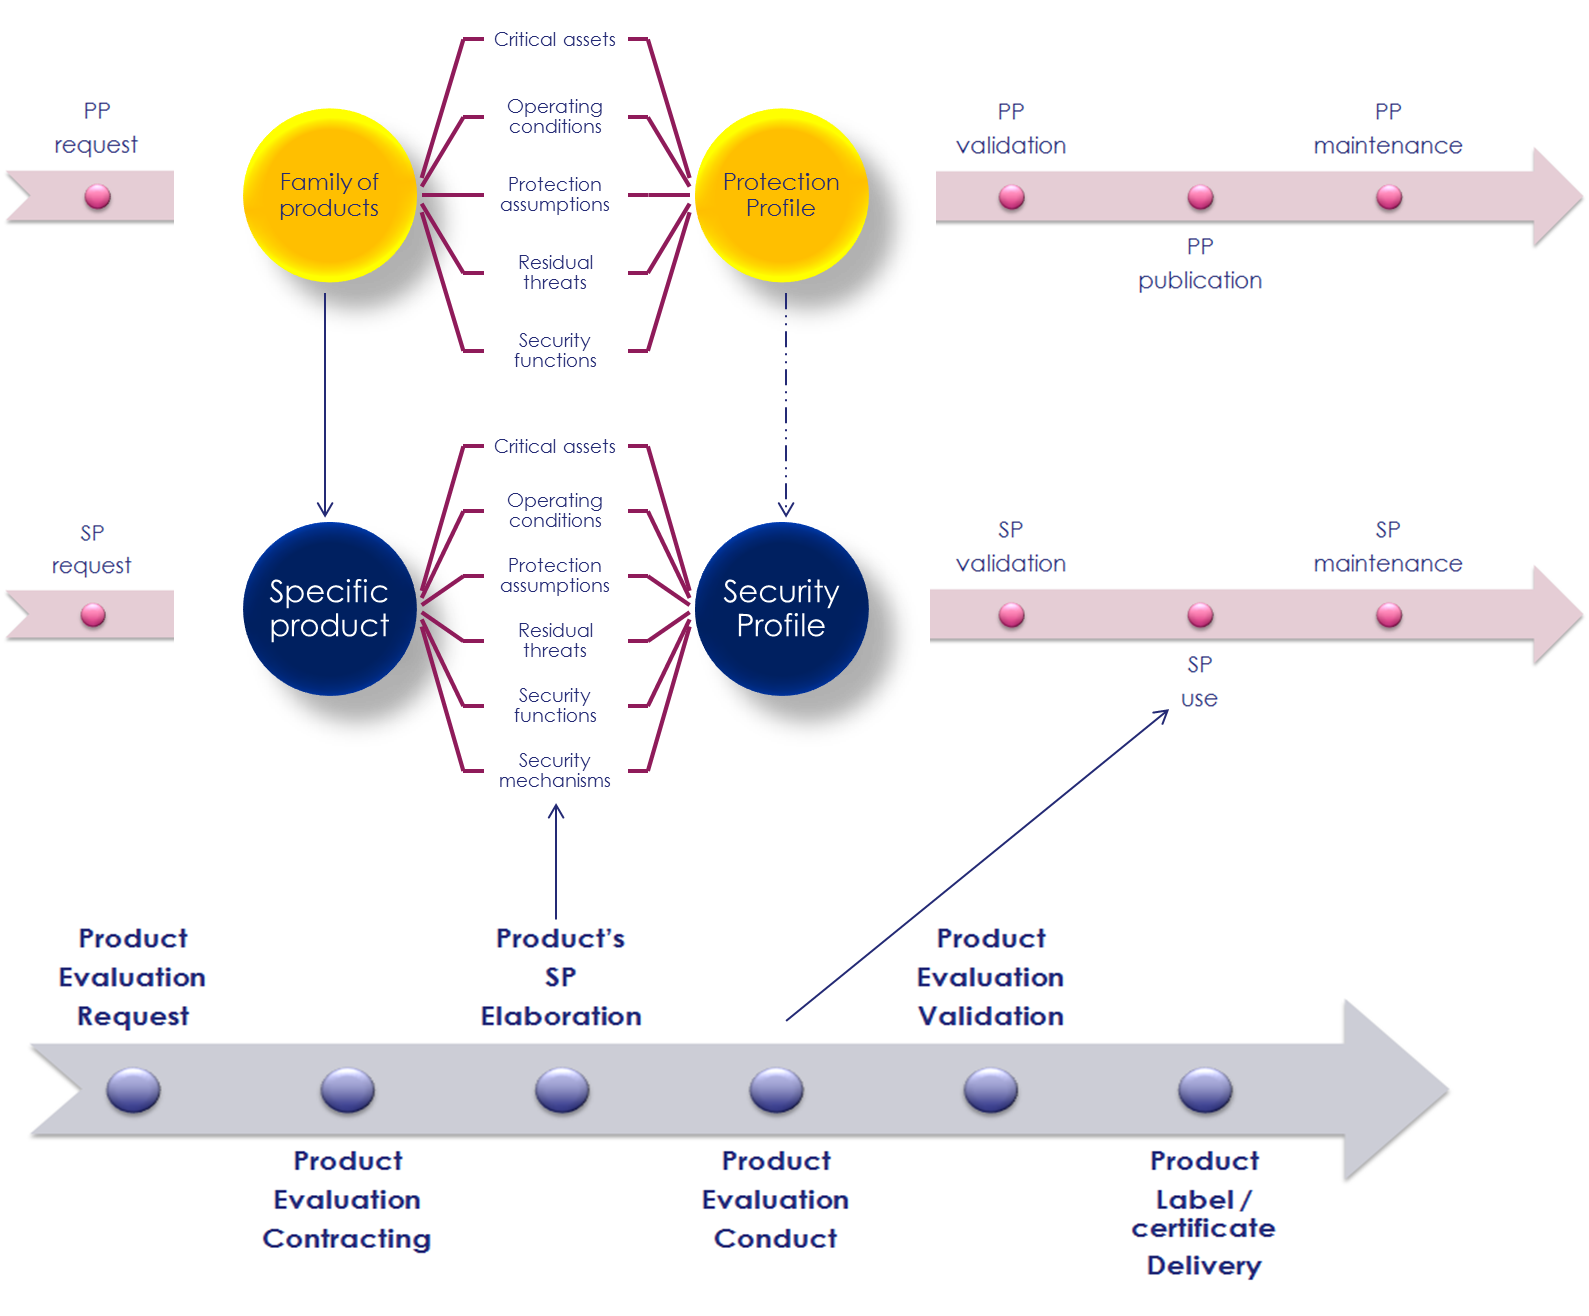 PP
request
Family of
products
Critical assets
Operating
conditions
Protection
assumptions
Residual
threats
Security
functions
Protection
Profile
PP
validation
PP
publication
PP
maintenance
SP
request
Specific
product
Critical assets
Operating
conditions
Protection
assumptions
Residual
threats
Security
functions
Security
mechanisms
Security
Profile
SP
validation
SP
use
SP
maintenance
Product
Evaluation
Request
Product
Evaluation
Contracting
Product’s
SP
Elaboration
Product
Evaluation
Conduct
Product
Evaluation
Validation
Product
Label /
certificate
Delivery